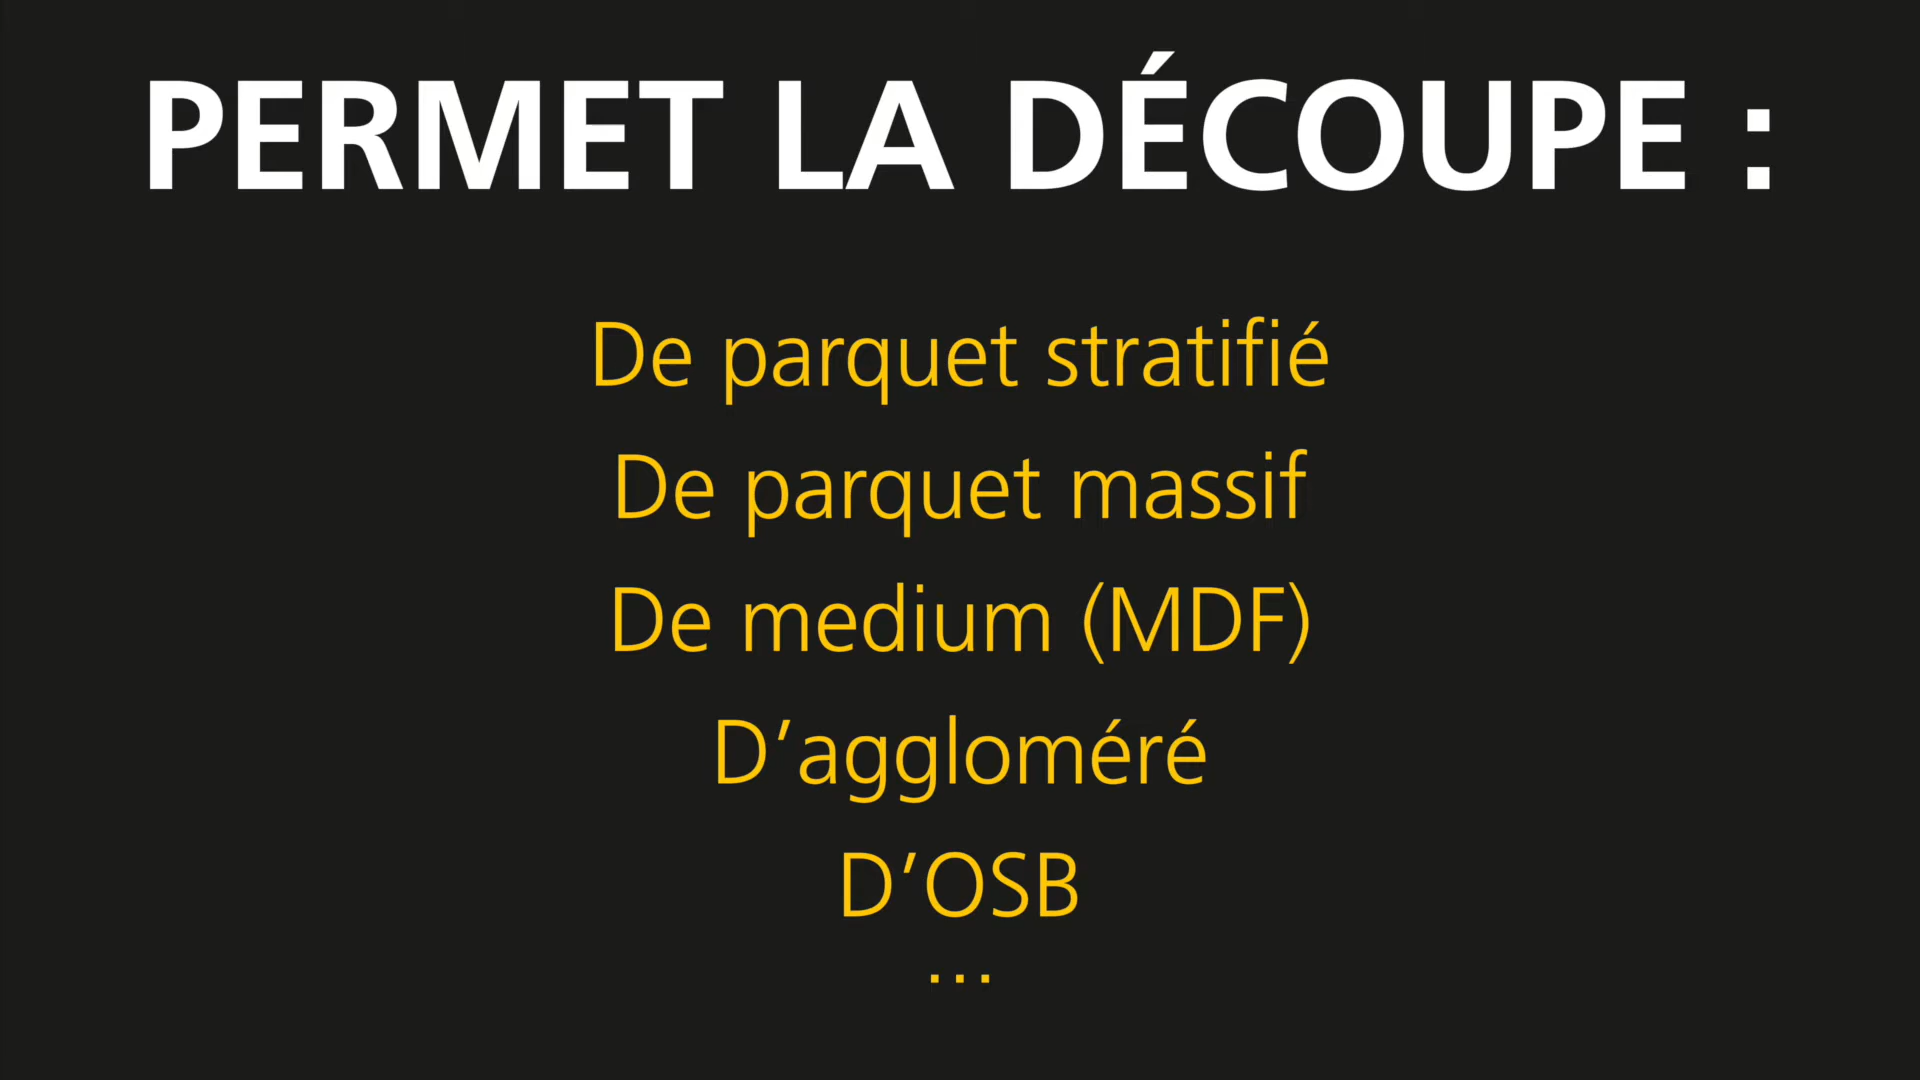 PERMET LA DÉCOUPE :
De parquet stratifié
De parquet massif
De medium (MDF)
D’aggloméré
D’OSB
...